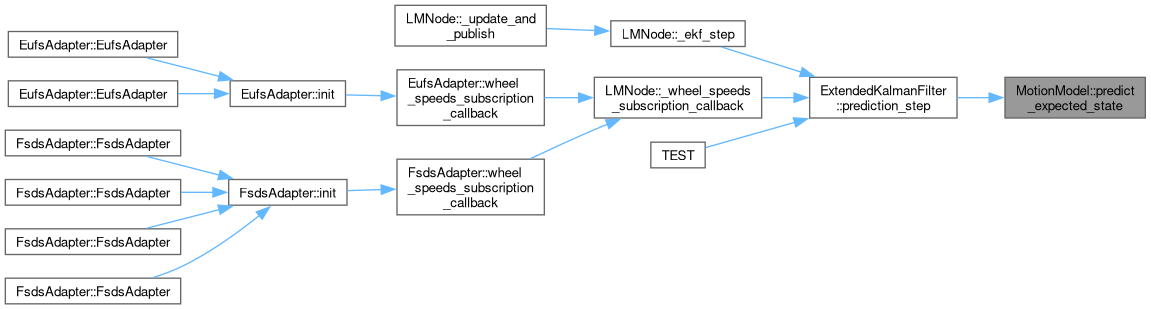 LMNode::_update_and
_publish
LMNode::_ekf_step
EufsAdapter::EufsAdapter
EufsAdapter::EufsAdapter
EufsAdapter::init
EufsAdapter::wheel
_speeds_subscription
_callback
LMNode::_wheel_speeds
_subscription_callback
ExtendedKalmanFilter
::prediction_step
MotionModel::predict
_expected_state
FsdsAdapter::FsdsAdapter
FsdsAdapter::FsdsAdapter
FsdsAdapter::FsdsAdapter
FsdsAdapter::FsdsAdapter
FsdsAdapter::init
FsdsAdapter::wheel
_speeds_subscription
_callback
TEST